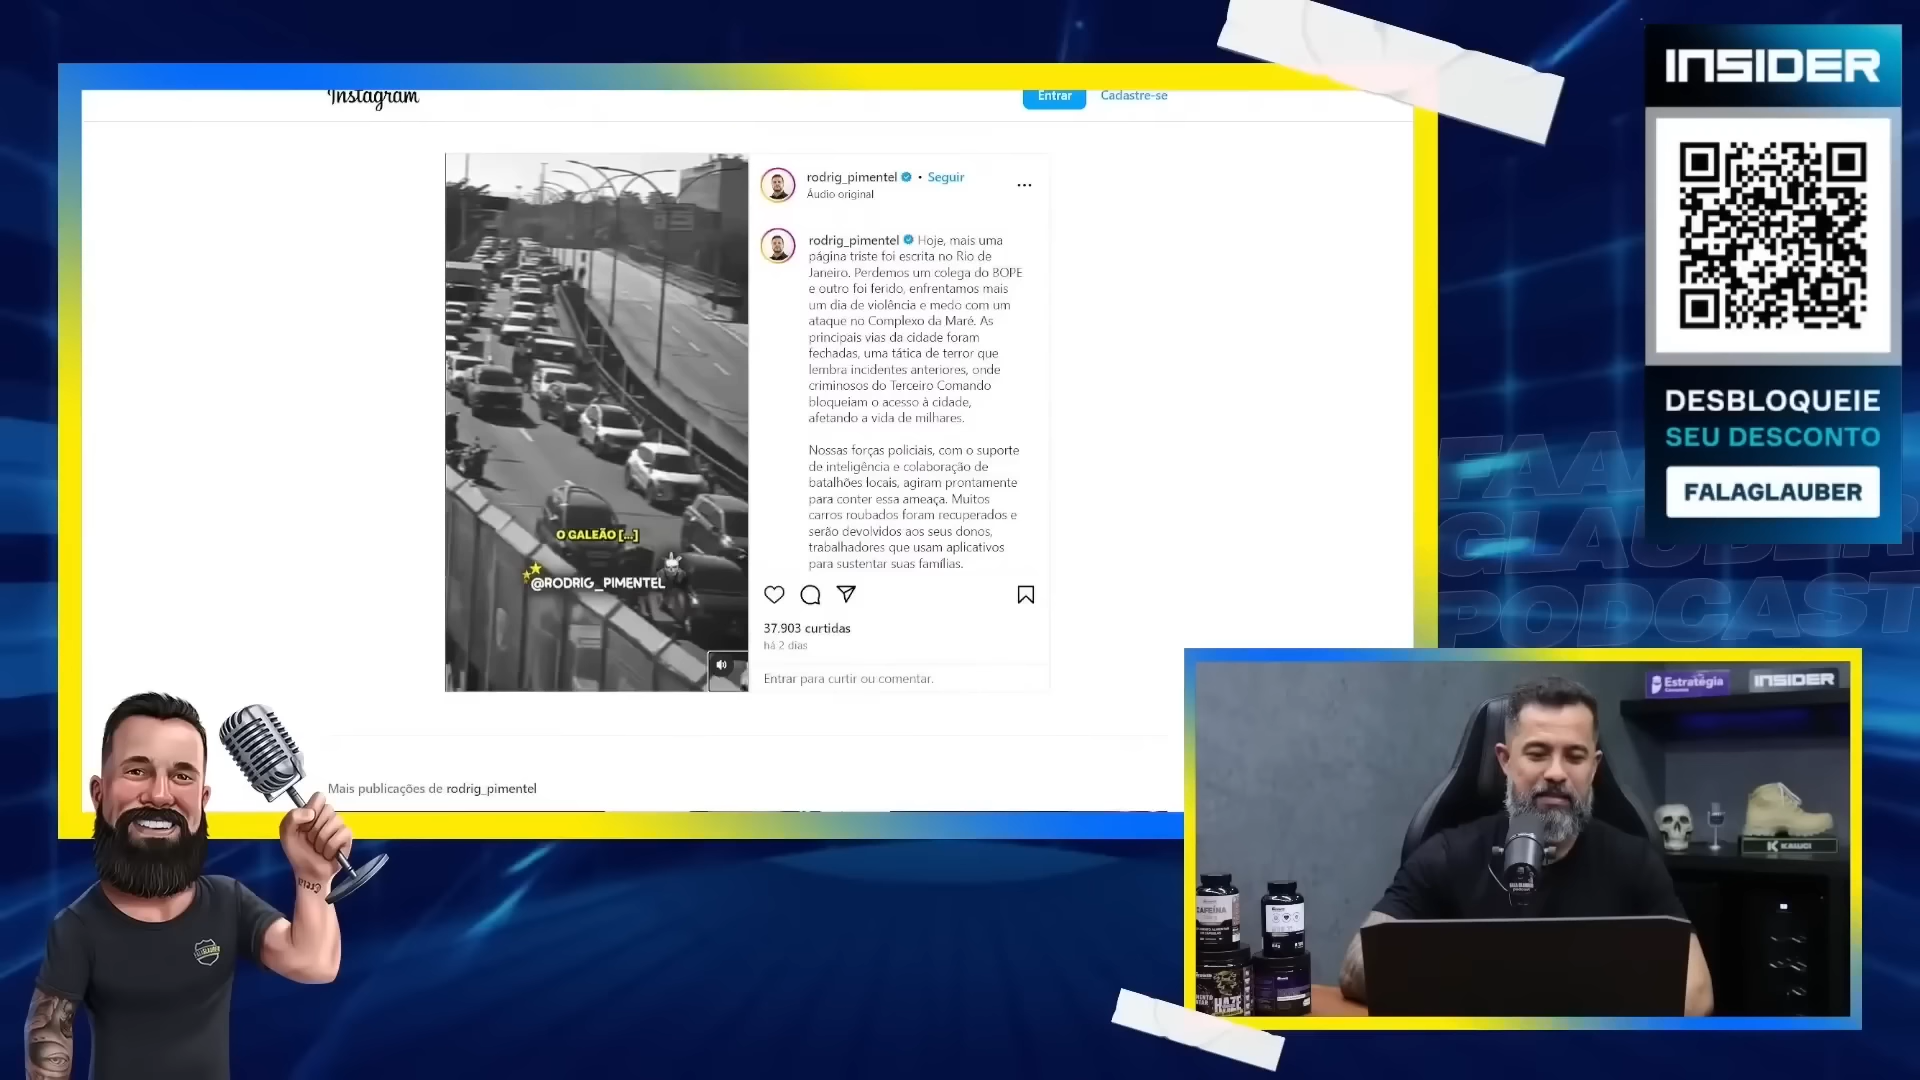 Instagram
Entrar
Cadastre-se
rodrig_pimentel • Seguir
Áudio original
rodrig_pimentel Hoje, mais uma
página triste foi escrita no Rio de
Janeiro. Perdemos um colega do BOPE
e outro foi ferido, enfrentamos mais
um dia de violência e medo com um
ataque no Complexo da Maré. As
principais vias da cidade foram
fechadas, uma tática de terror que
lembra incidentes anteriores, onde
criminosos do Terceiro Comando
bloqueiam o acesso à cidade,
afetando a vida de milhares.
Nossas forças policiais, com o suporte
de inteligência e colaboração de
batalhões locais, agiram prontamente
para conter essa ameaça. Muitos
carros roubados foram recuperados e
serão devolvidos aos seus donos,
trabalhadores que usam aplicativos
para sustentar suas famílias.
37.903 curtidas
há 2 dias
Entrar para curtir ou comentar.
O GALEÃO [...]
@RODRIG_PIMENTEL
Mais publicações de rodrig_pimentel
INSIDER
DESBLOQUEIE
SEU DESCONTO
FALAGLAUBER
GLAUBER
PODCAST
Estratégia
INSIDER
KALLUCI
CAFEÍNA
HAZE